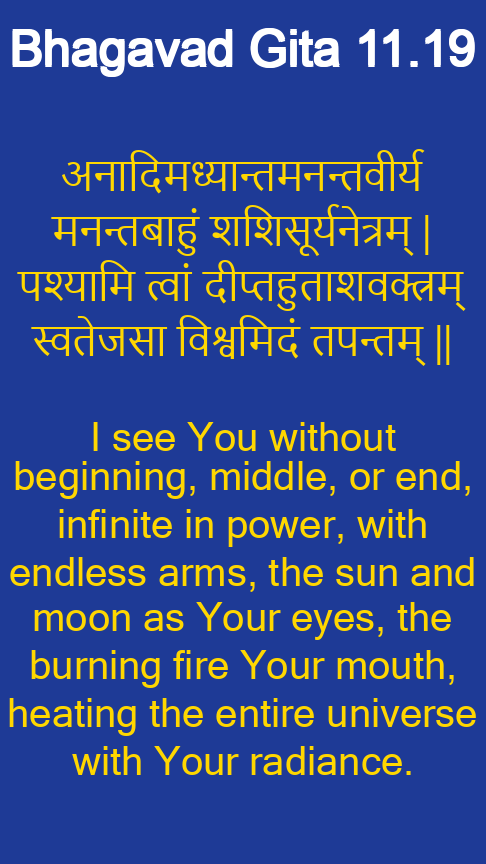 Bhagavad Gita 11.19
अनादिमध्यान्तमनन्तवीर्य
मनन्तबाहुं शशिसूर्यनेत्रम् |
पश्यामि त्वां दीप्तहुताशवक्त्रम्
स्वतेजसा विश्वमिदं तपन्तम् ||
I see You without
beginning, middle, or end,
infinite in power, with
endless arms, the sun and
moon as Your eyes, the
burning fire Your mouth,
heating the entire universe
with Your radiance.